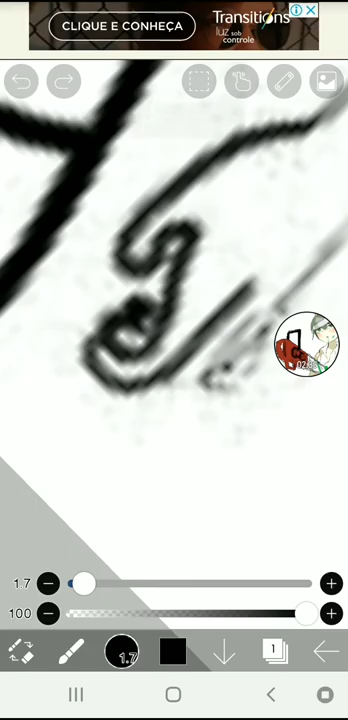 CLIQUE E CONHEÇA
Transitions
luz sob
controle
1.7
100
1.7
1